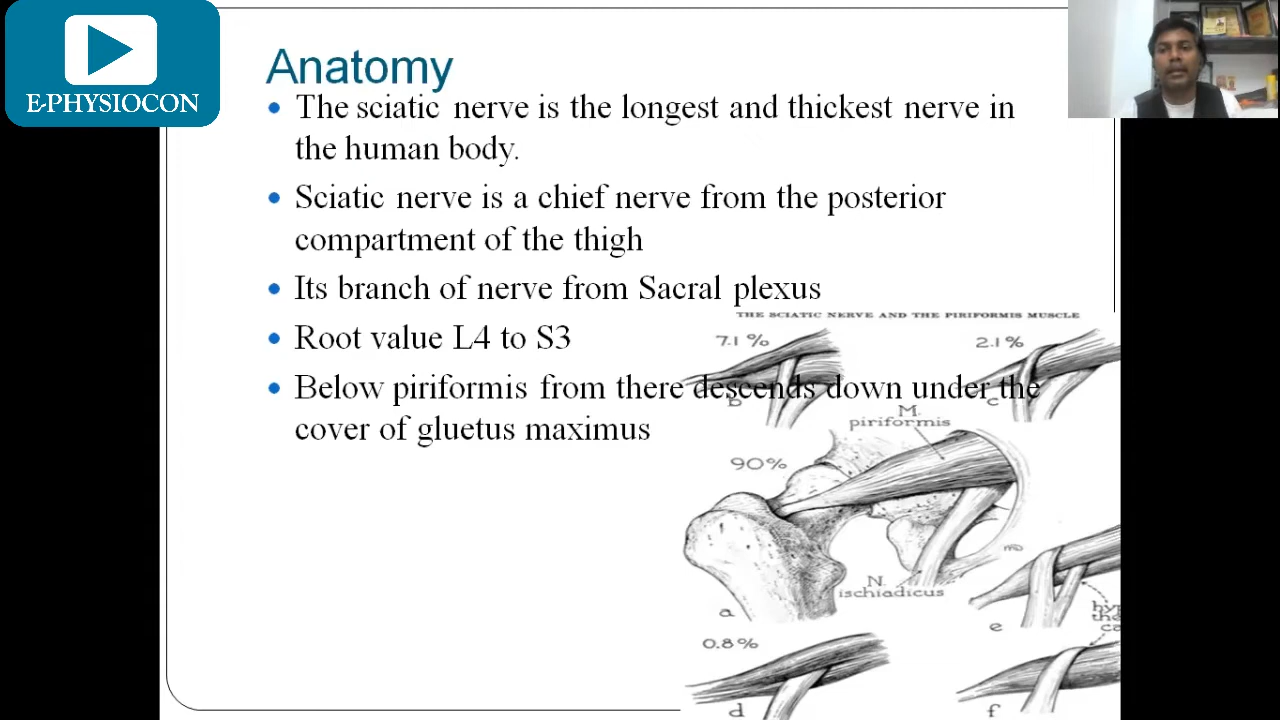 E-PHYSIOCON
Anatomy
The sciatic nerve is the longest and thickest nerve in
the human body.
Sciatic nerve is a chief nerve from the posterior
compartment of the thigh
Its branch of nerve from Sacral plexus
Root value L4 to S3
Below piriformis from there descends down under the
cover of gluetus maximus
THE SCIATIC NERVE AND THE PIRIFORMIS MUSCLE
7.1%
2.1%
b
c
M.
piriformis
90%
N.
ischiadicus
a
e
0.8%
d
f